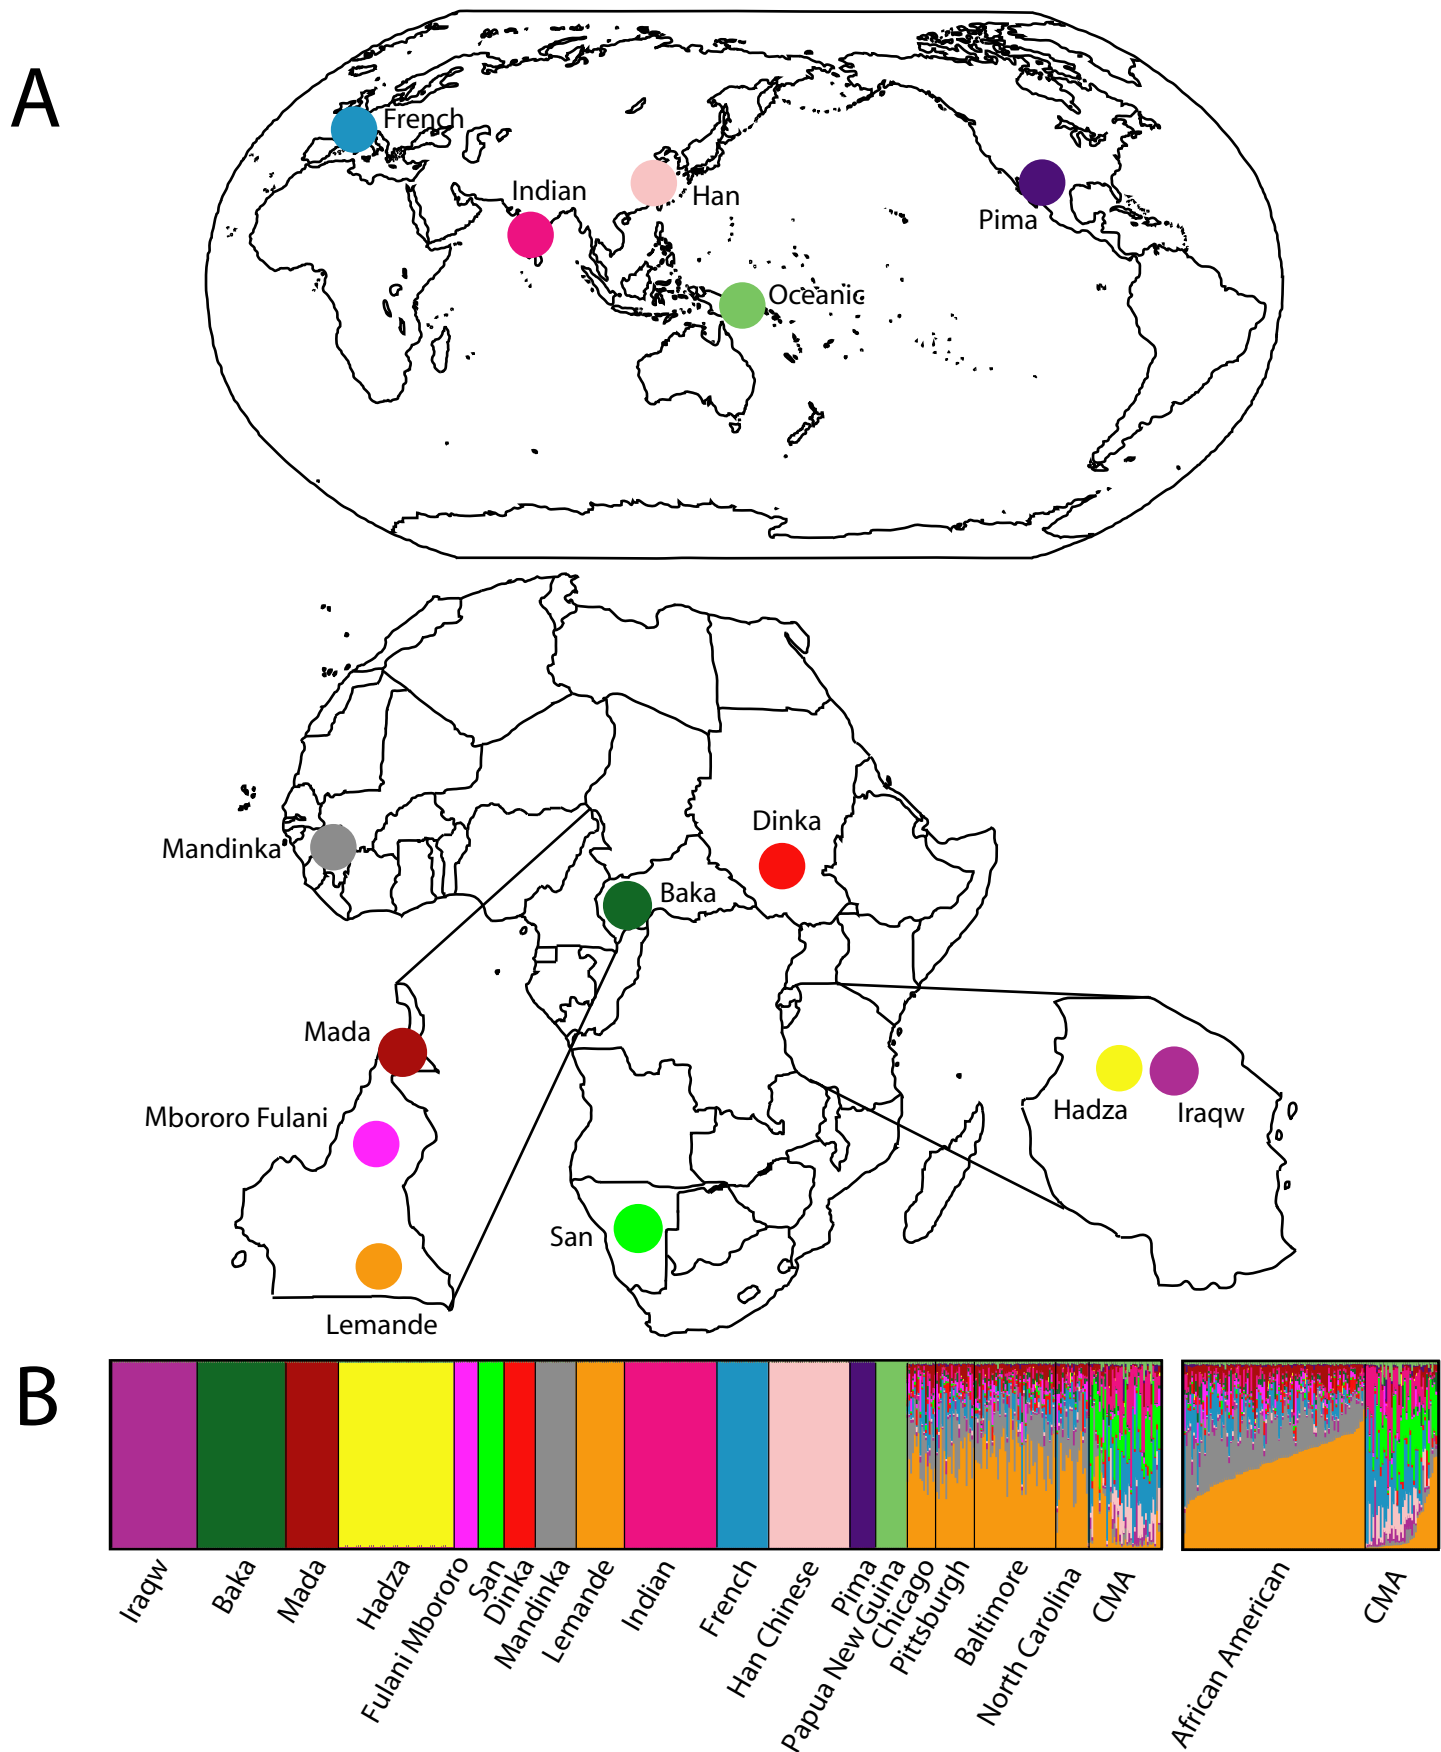 A
French
Indian
Han
Pima
Oceanic
Mandinka
Dinka
Baka
Mada
Mbororo Fulani
Hadza
Iraqw
San
Lemande
B
Iraqw
Baka
Mada
Hadza
Fulani Mbororo
San
Dinka
Mandinka
Lemande
Indian
French
Han Chinese
Pima
Papua New Guina
Chicago
Pittsburgh
Baltimore
North Carolina
CMA
African American
CMA